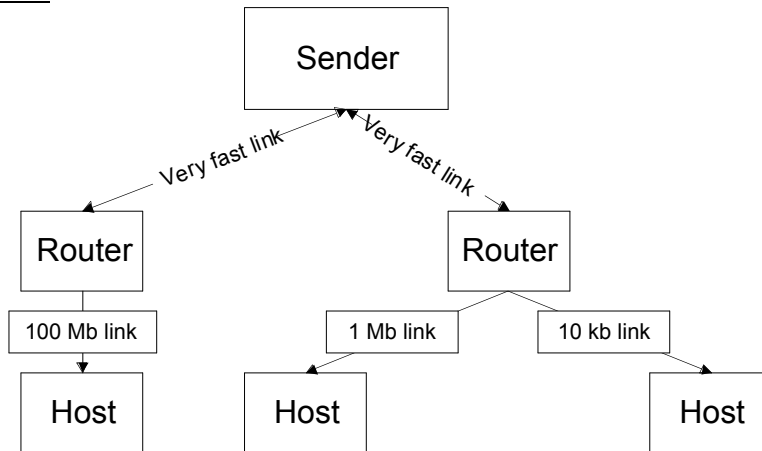 Sender
Very fast link
Very fast link
Router
Router
100 Mb link
1 Mb link
10 kb link
Host
Host
Host